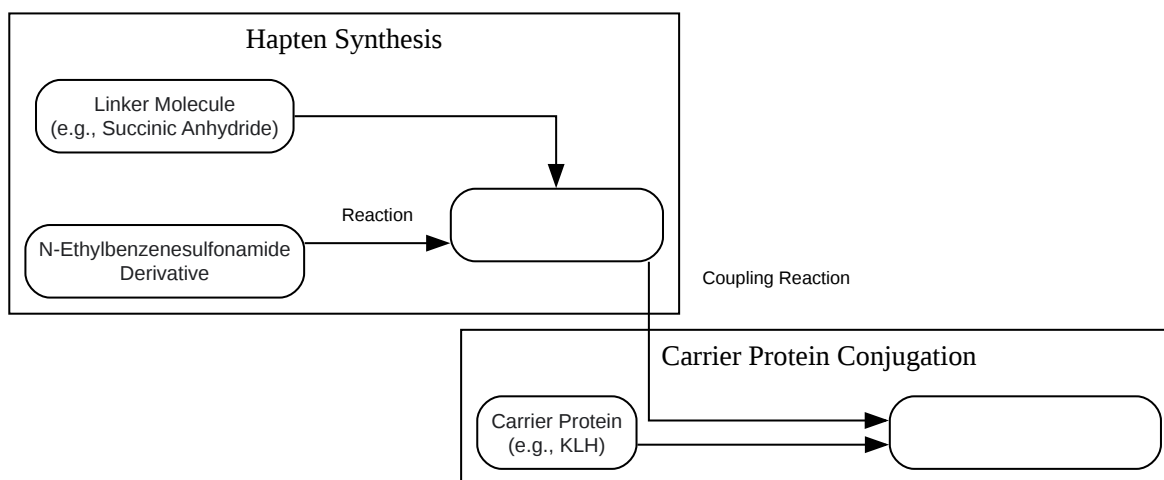 Hapten Synthesis
Linker Molecule
(e.g., Succinic Anhydride)
Reaction
N-Ethylbenzenesulfonamide
Derivative
Coupling Reaction
Carrier Protein Conjugation
Carrier Protein
(e.g., KLH)